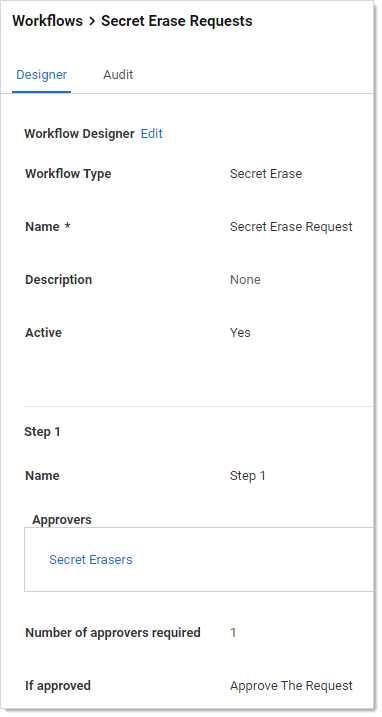 Workflows > Secret Erase Requests
Designer Audit
Workflow Designer Edit
Workflow Type Secret Erase
Name * Secret Erase Request
Description None
Active Yes
Step 1
Name Step 1
Approvers
Secret Erasers
Number of approvers required 1
If approved Approve The Request